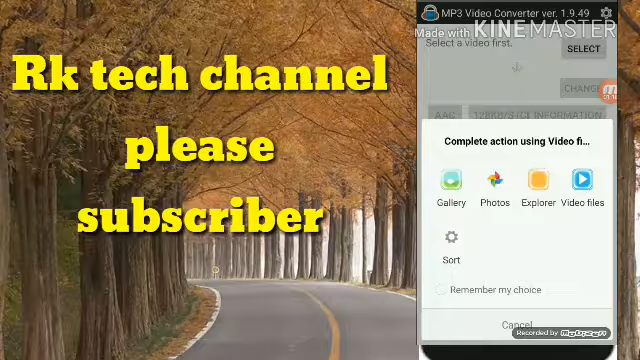 Rk tech channel
please
subscriber
MP3 Video Converter ver. 1.9.49
Made with KINEMASTER
Select a video first.
SELECT
CHANGE
AAC
Complete action using Video fi...
Gallery
Photos
Explorer
Video files
Sort
Remember my choice
Cancel
Recorded by